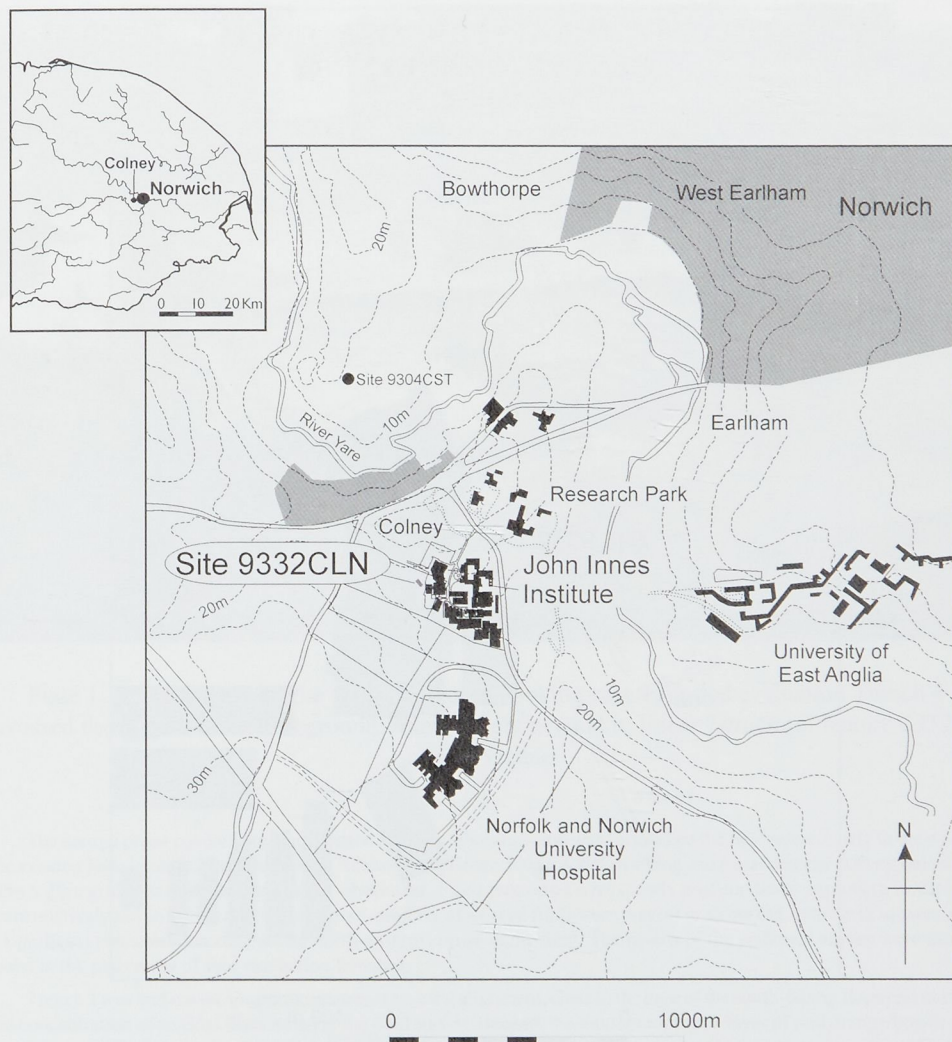 Colney
Norwich
0 10 20 Km
Bowthorpe
West Earlham
Norwich
20m
Site 9304CST
10m
River Yare
Earlham
Research Park
Colney
Site 9332CLN
John Innes
Institute
20m
University of
East Anglia
10m
20m
30m
Norfolk and Norwich
University
Hospital
N
0 1000m